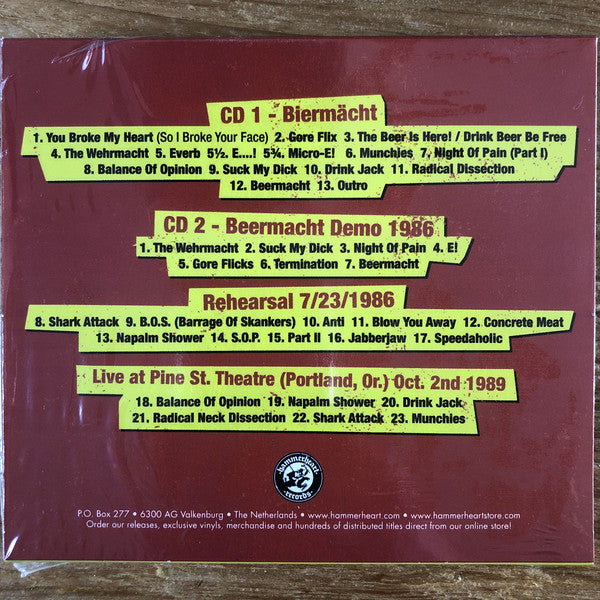 CD 1 - Biermächt
1. You Broke My Heart (So I Broke Your Face) 2. Gore Flix 3. The Beer Is Here! / Drink Beer Be Free
4. The Wehrmacht 5. Everb 5½. E....! 5¾. Micro-E! 6. Munchies 7. Night Of Pain (Part I)
8. Balance Of Opinion 9. Suck My Dick 10. Drink Jack 11. Radical Dissection
12. Beermacht 13. Outro
CD 2 - Beermacht Demo 1986
1. The Wehrmacht 2. Suck My Dick 3. Night Of Pain 4. E!
5. Gore Flicks 6. Termination 7. Beermacht
Rehearsal 7/23/1986
8. Shark Attack 9. B.O.S. (Barrage Of Skankers) 10. Anti 11. Blow You Away 12. Concrete Meat
13. Napalm Shower 14. S.O.P. 15. Part II 16. Jabberjaw 17. Speedaholic
Live at Pine St. Theatre (Portland, Or.) Oct. 2nd 1989
18. Balance Of Opinion 19. Napalm Shower 20. Drink Jack
21. Radical Neck Dissection 22. Shark Attack 23. Munchies
hammerheart
records
P.O. Box 277 • 6300 AG Valkenburg • The Netherlands • www.hammerheart.com • www.hammerheartstore.com
Order our releases, exclusive vinyls, merchandise and hundreds of distributed titles direct from our online store!